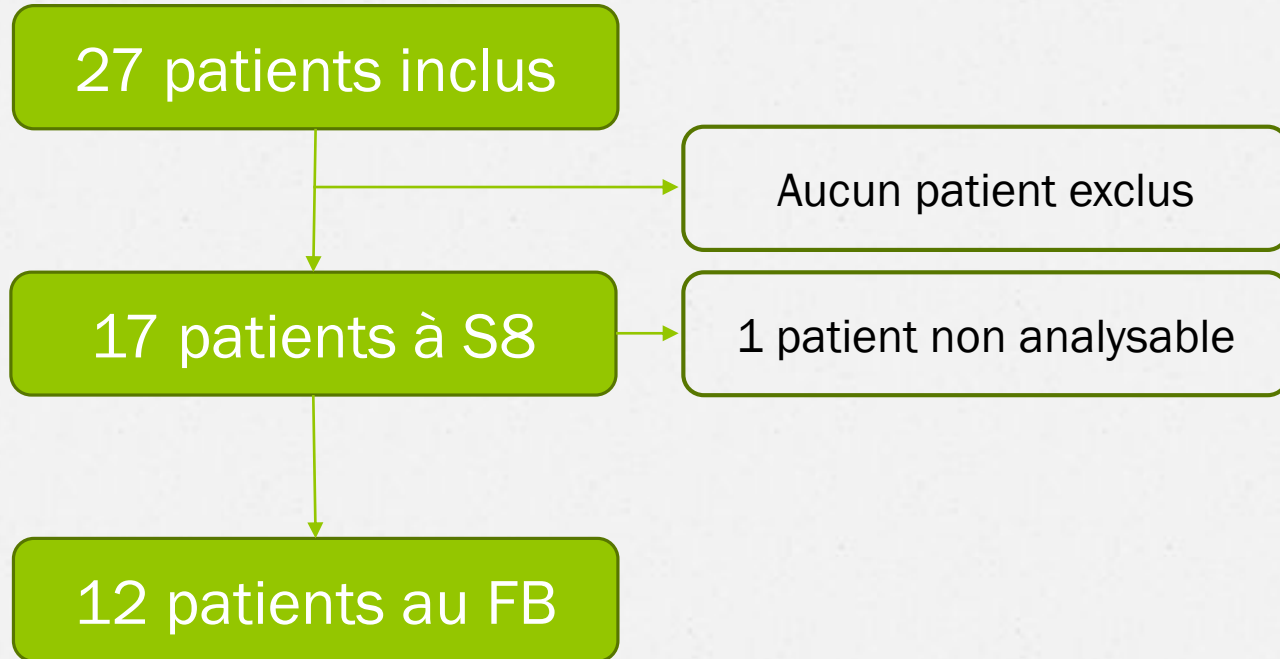 27 patients inclus
Aucun patient exclus
17 patients à S8
1 patient non analysable
12 patients au FB